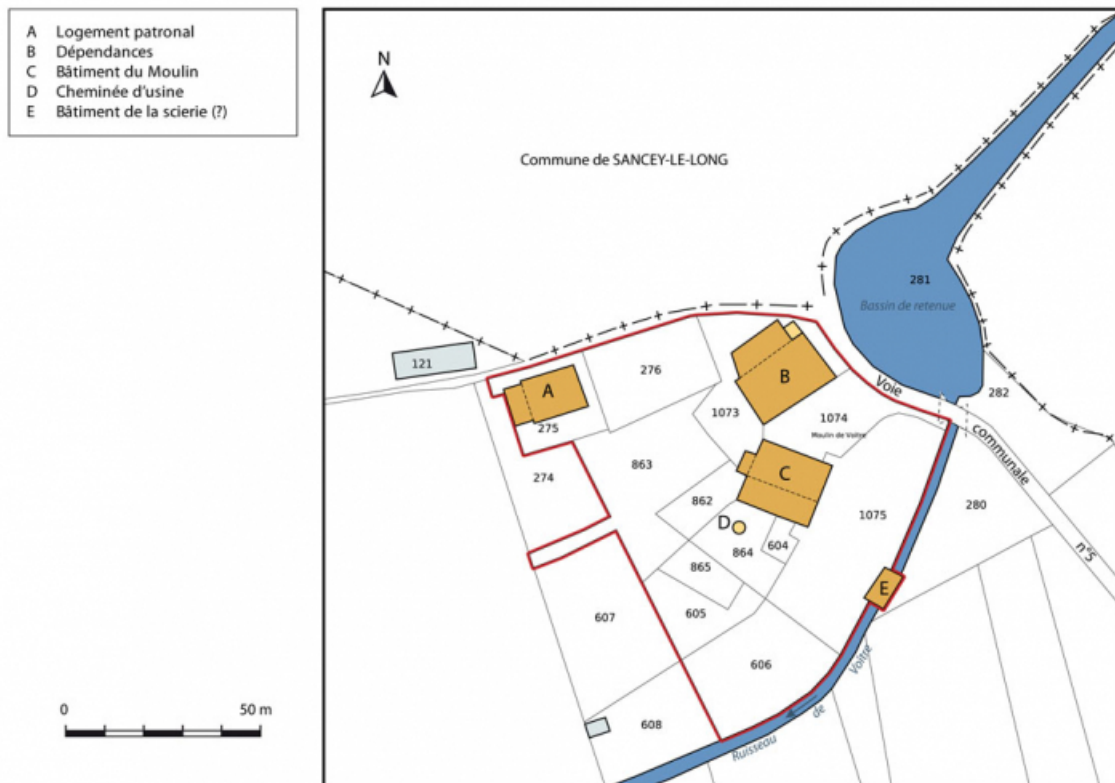 A Logement patronal
B Dépendances
C Bâtiment du Moulin
D Cheminée d'usine
E Bâtiment de la scierie (?)
N
Commune de SANCEY-LE-LONG
281
Bassin de retenue
121
A
275
276
B
1073
1074
Moulin de Voitre
Voie
communale
n°5
282
274
863
862
C
D
864
604
1075
280
865
605
E
607
606
608
Ruisseau
de
Voitre
0
50 m